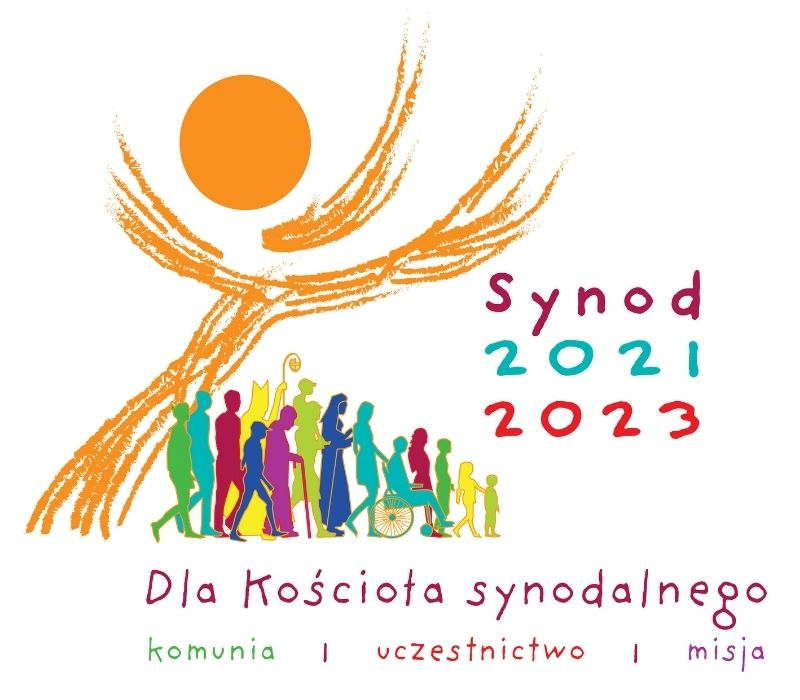 Synod
2021
2023
Dla Kościoła synodalnego
komunia | uczestnictwo | misja